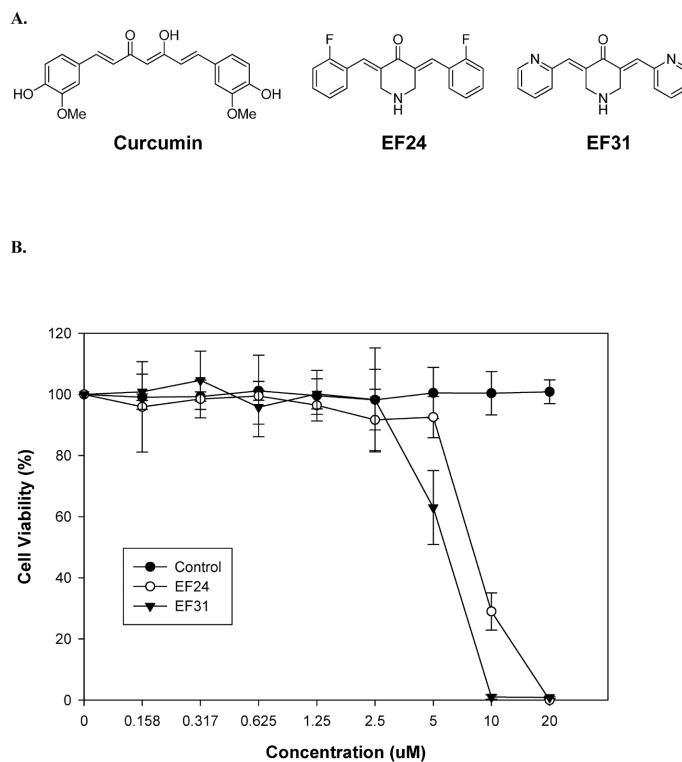 A.
O OH
HO OMe OMe OH
Curcumin
F O F
N
H
EF24
N O N
N
H
EF31
B.
120
100
80
60
40
20
0
Cell Viability (%)
Control
EF24
EF31
0 0.158 0.317 0.625 1.25 2.5 5 10 20
Concentration (uM)